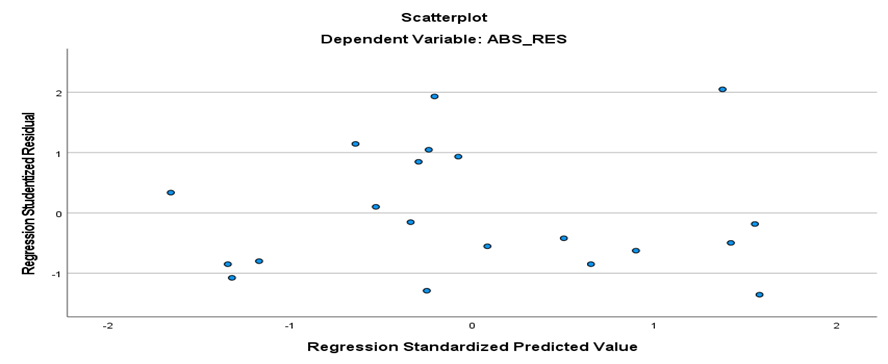 Scatterplot
Dependent Variable: ABS_RES
Regression Studentized Residual
2
1
0
-1
-2
-1
0
1
2
Regression Standardized Predicted Value